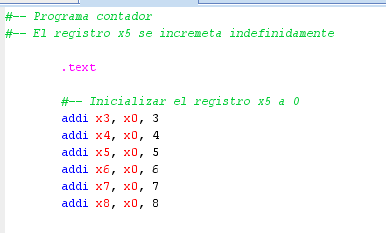 #-- Programa contador
#-- El registro x5 se incremeta indefinidamente
.text
#-- Inicializar el registro x5 a 0
addi x3, x0, 3
addi x4, x0, 4
addi x5, x0, 5
addi x6, x0, 6
addi x7, x0, 7
addi x8, x0, 8